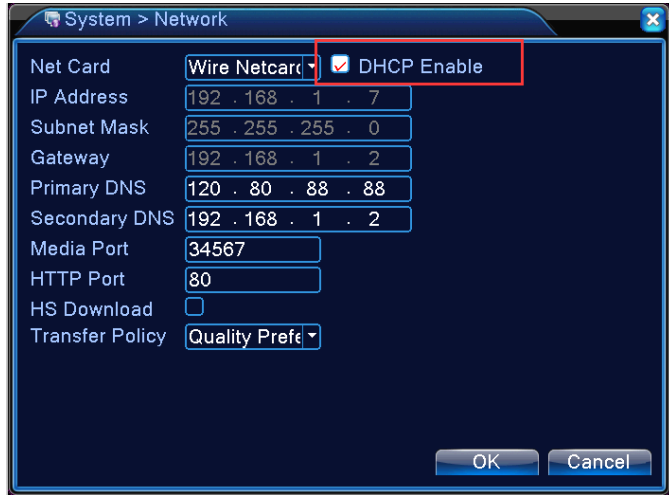 System > Network
Net Card Wire Netcar DHCP Enable
IP Address 192 . 168 . 1 . 7
Subnet Mask 255 . 255 . 255 . 0
Gateway 192 . 168 . 1 . 2
Primary DNS 120 . 80 . 88 . 88
Secondary DNS 192 . 168 . 1 . 2
Media Port 34567
HTTP Port 80
HS Download
Transfer Policy Quality Prefe
OK Cancel